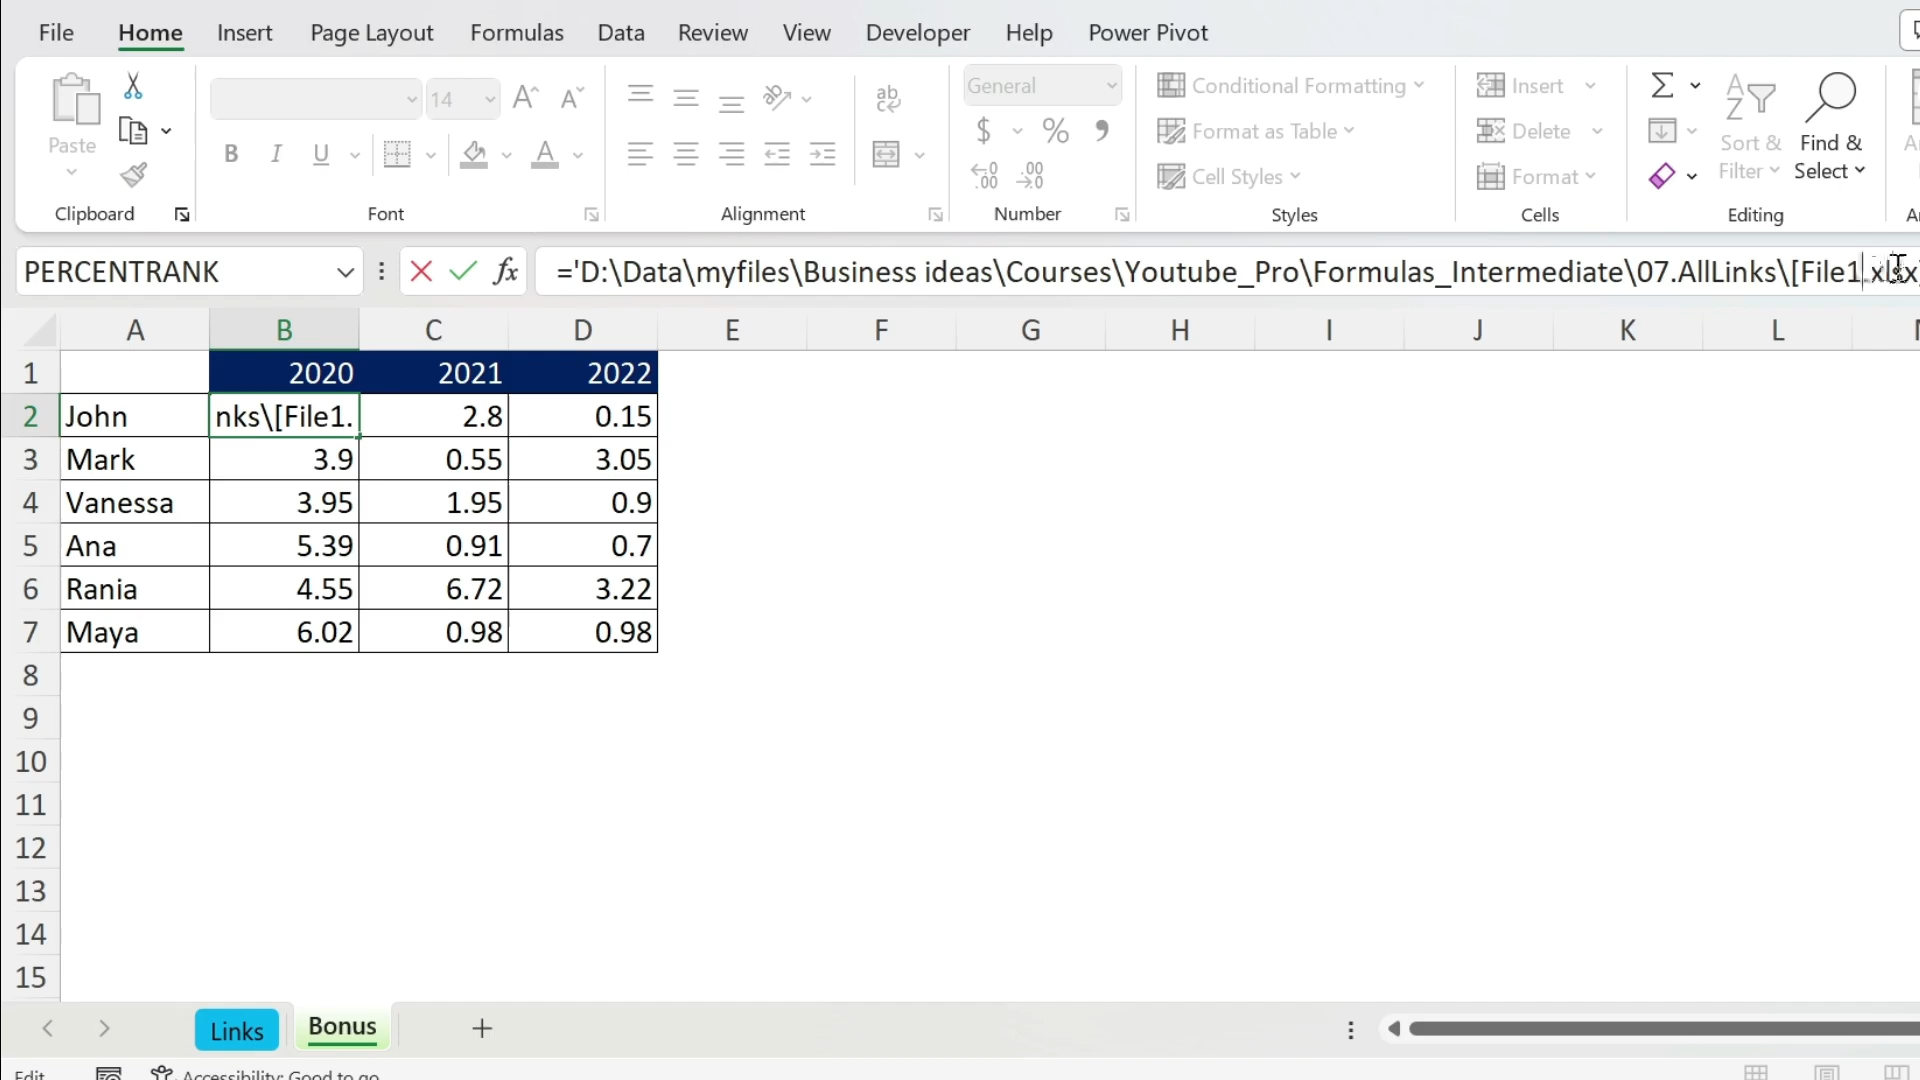 File Home Insert Page Layout Formulas Data Review View Developer Help Power Pivot
Paste
Clipboard
14
B I U A
Font
ab
Alignment
General
$ % 9
.00 .00
Number
Conditional Formatting
Format as Table
Cell Styles
Styles
Insert
Delete
Format
Cells
Sort & Filter
Find & Select
Editing
PERCENTRANK
fx
='D:\Data\myfiles\Business ideas\Courses\Youtube_Pro\Formulas_Intermediate\07.AllLinks\[File1.xlsx
A B C D E F G H I J K L
1 2020 2021 2022
2 John nks\[File1. 2.8 0.15
3 Mark 3.9 0.55 3.05
4 Vanessa 3.95 1.95 0.9
5 Ana 5.39 0.91 0.7
6 Rania 4.55 6.72 3.22
7 Maya 6.02 0.98 0.98
8
9
10
11
12
13
14
15
Links Bonus +
Edit Accessibility: Good to go